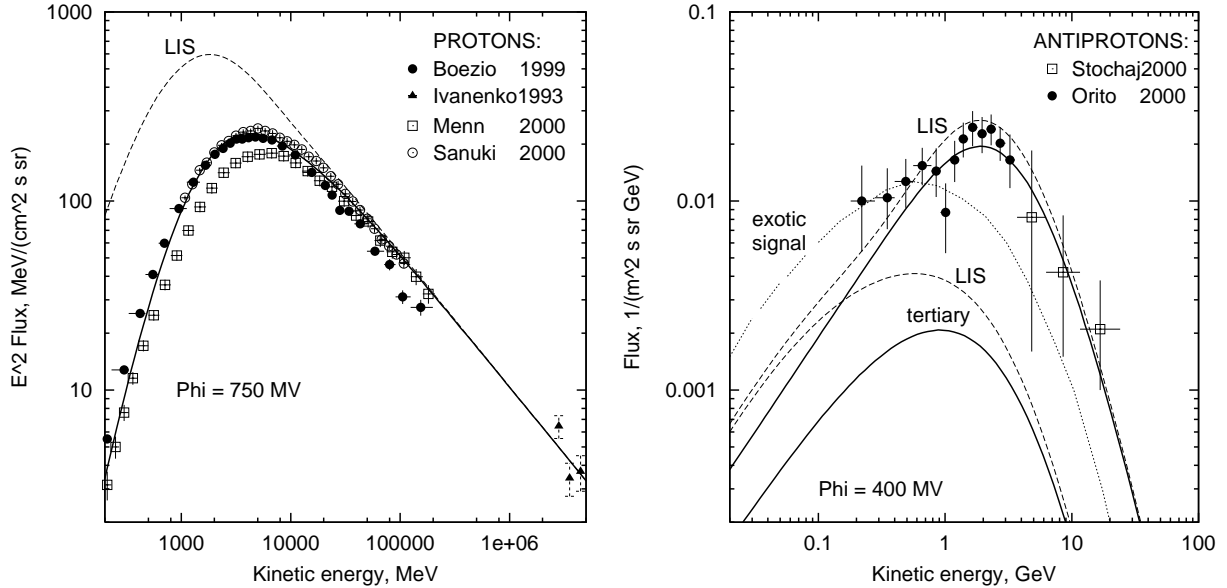 1000
100
10
E^2 Flux, MeV/(cm^2 s sr)
LIS
PROTONS:
Boezio 1999
Ivanenko1993
Menn 2000
Sanuki 2000
Phi = 750 MV
1000 10000 100000 1e+06
Kinetic energy, MeV
0.1
0.01
0.001
Flux, 1/(m^2 s sr GeV)
ANTIPROTONS:
Stochaj2000
Orito 2000
LIS
exotic
signal
LIS
tertiary
Phi = 400 MV
0.1 1 10 100
Kinetic energy, GeV